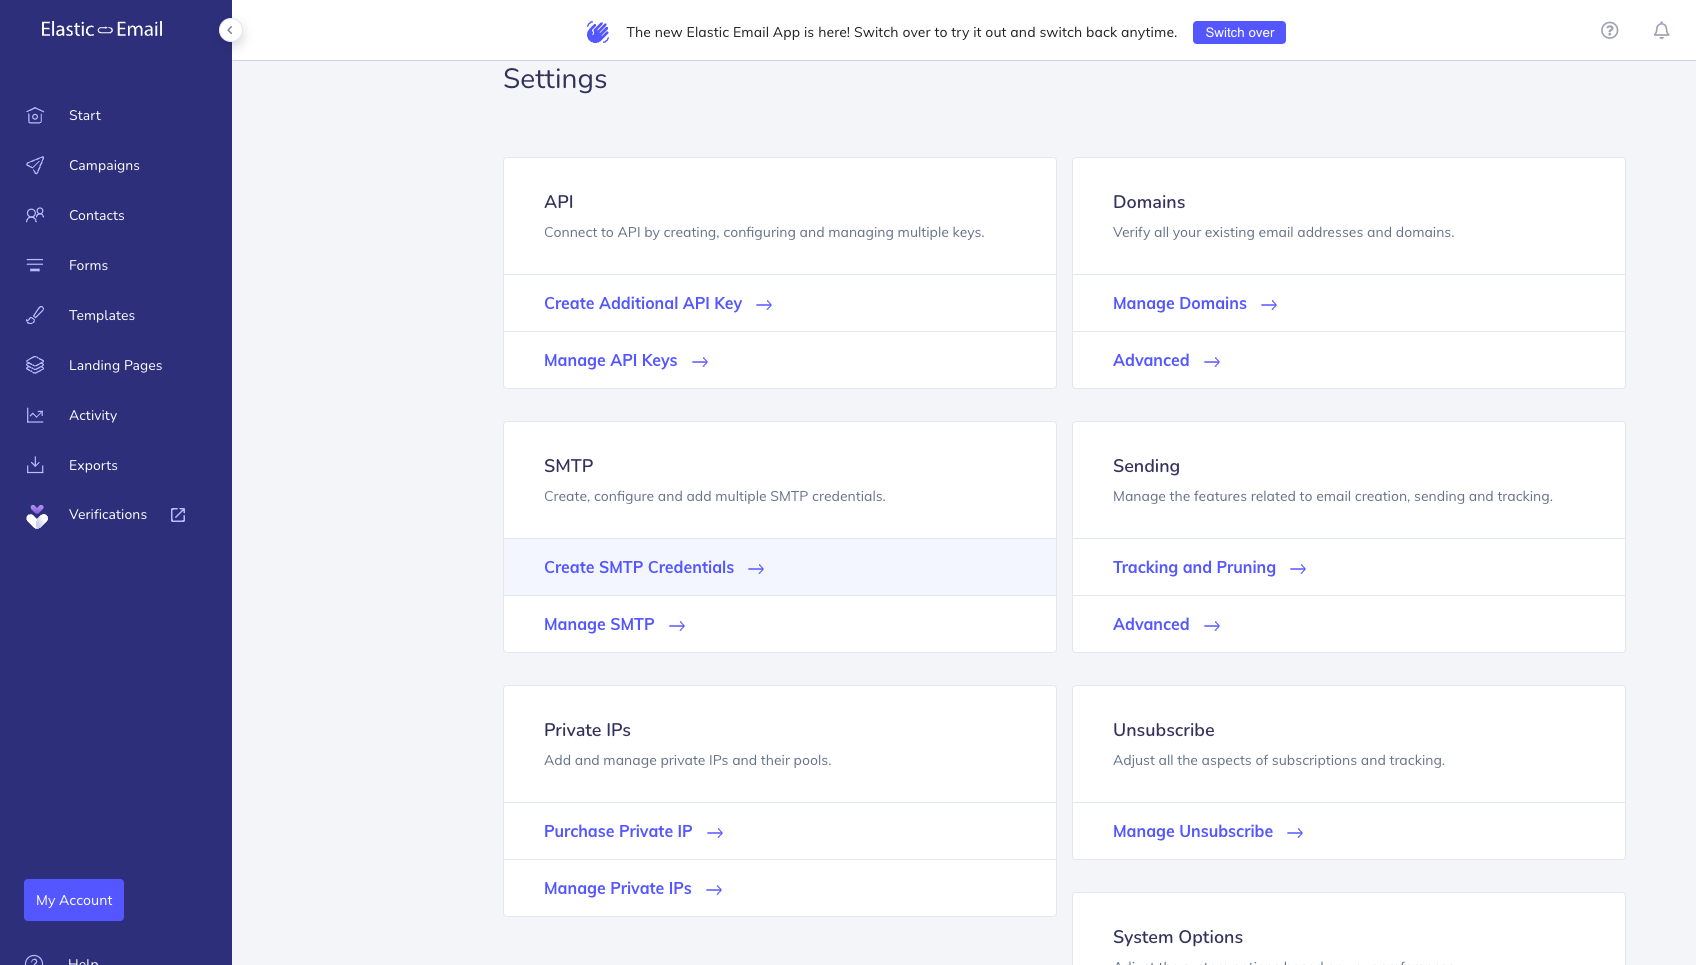 Elastic Email
The new Elastic Email App is here! Switch over to try it out and switch back anytime.
Switch over
Start
Campaigns
Contacts
Forms
Templates
Landing Pages
Activity
Exports
Verifications
My Account
Help
Settings
API
Connect to API by creating, configuring and managing multiple keys.
Create Additional API Key
Manage API Keys
Domains
Verify all your existing email addresses and domains.
Manage Domains
Advanced
SMTP
Create, configure and add multiple SMTP credentials.
Create SMTP Credentials
Manage SMTP
Sending
Manage the features related to email creation, sending and tracking.
Tracking and Pruning
Advanced
Private IPs
Add and manage private IPs and their pools.
Purchase Private IP
Manage Private IPs
Unsubscribe
Adjust all the aspects of subscriptions and tracking.
Manage Unsubscribe
System Options